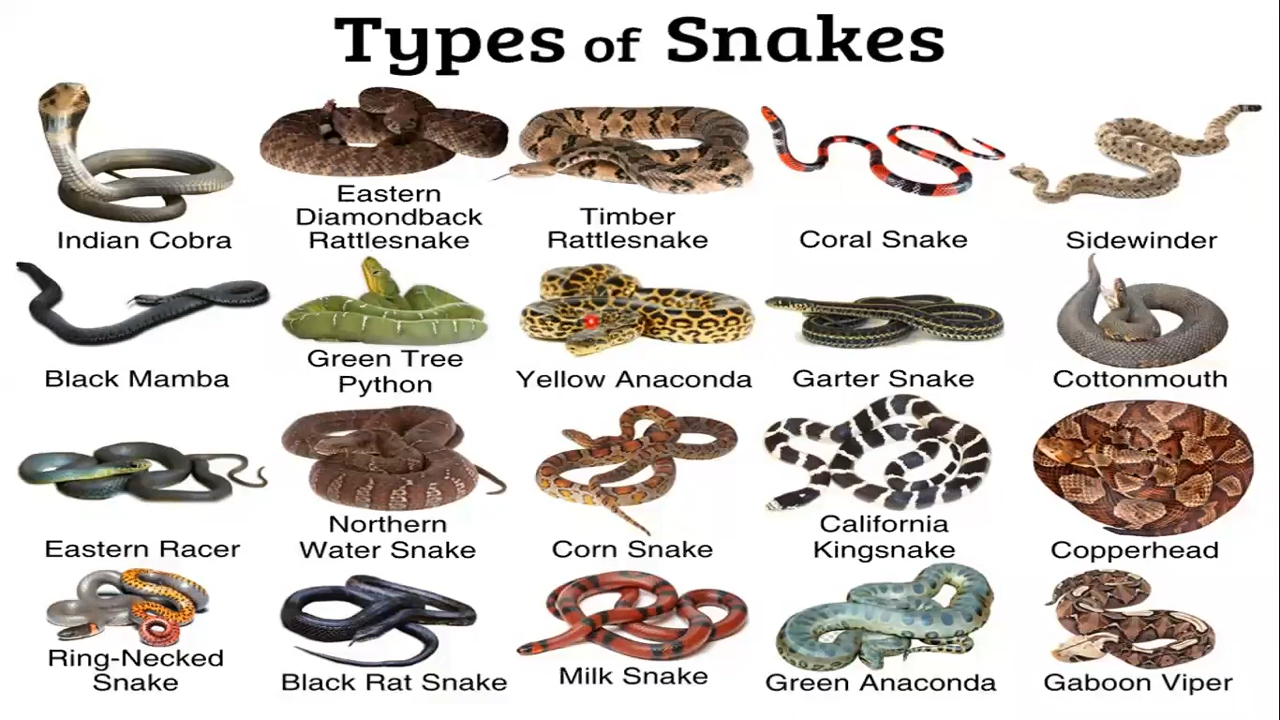 Types of Snakes
Indian Cobra
Eastern
Diamondback
Rattlesnake
Timber
Rattlesnake
Coral Snake
Sidewinder
Black Mamba
Green Tree
Python
Yellow Anaconda
Garter Snake
Cottonmouth
Eastern Racer
Northern
Water Snake
Corn Snake
California
Kingsnake
Copperhead
Ring-Necked
Snake
Black Rat Snake
Milk Snake
Green Anaconda
Gaboon Viper